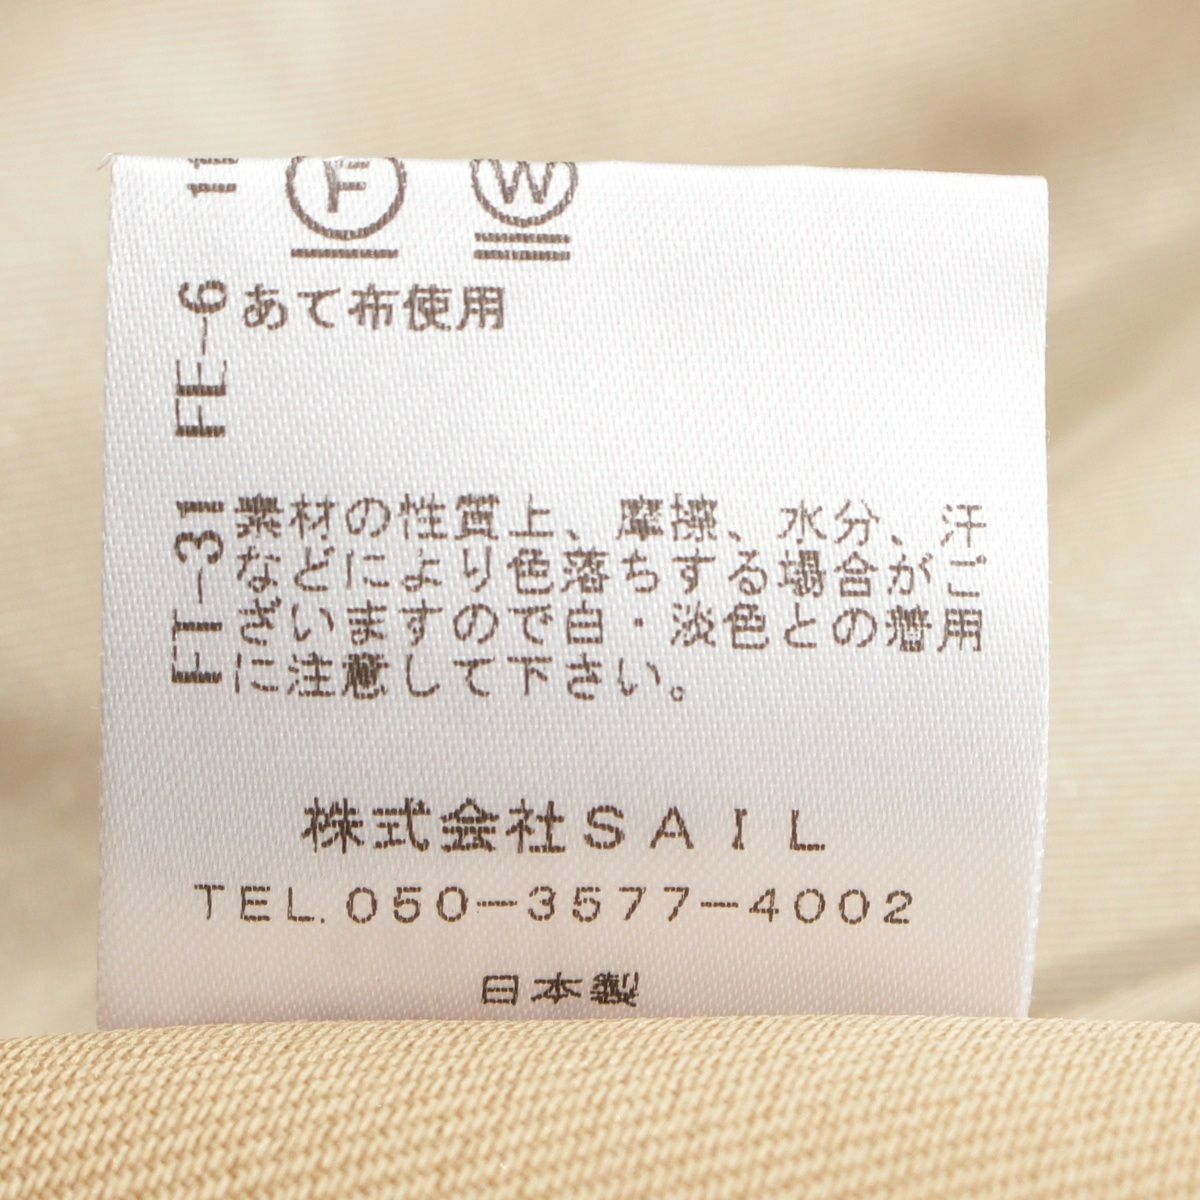 F W
FE-6 あて布使用
FT-31 素材の性質上、摩擦、水分、汗
などにより色落ちする場合がご
ざいますので白・淡色との着用
に注意して下さい。
株式会社SAIL
TEL.050-3577-4002
日本製